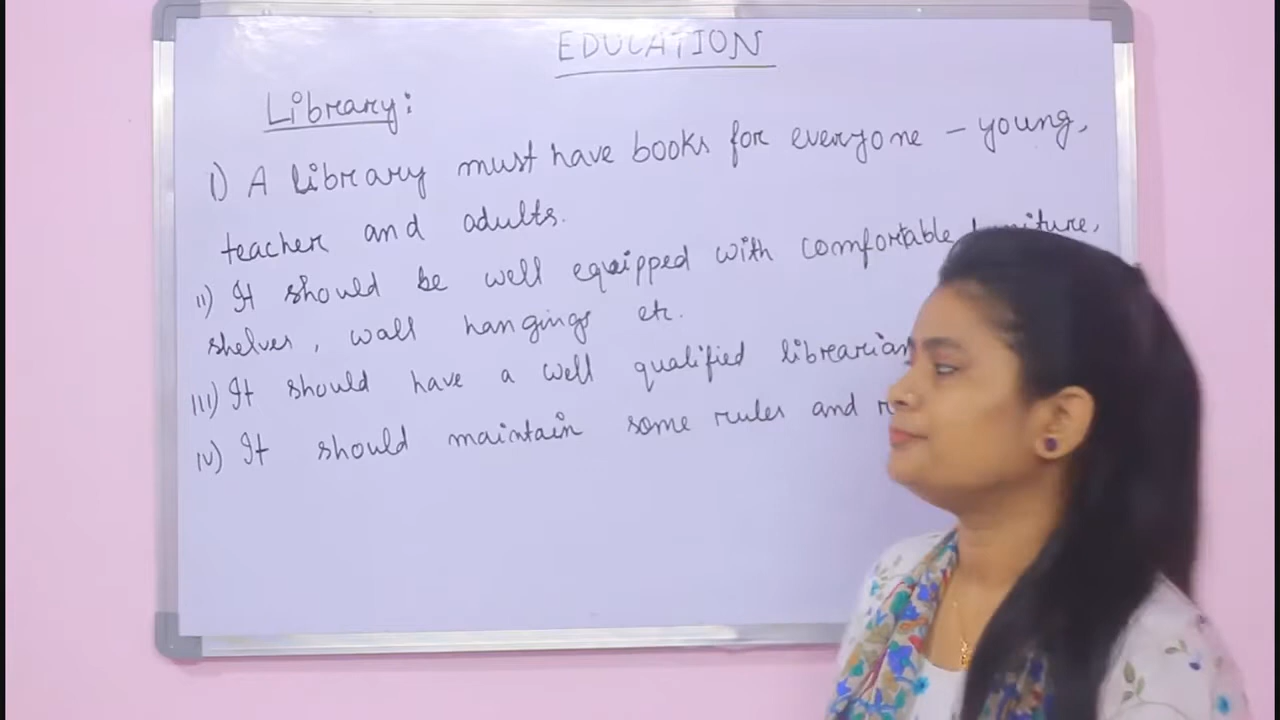 EDUCATION
Library:
I) A library must have books for everyone – young,
teacher and adults.
II) It should be well equipped with comfortable
shelves, wall hangings etc.
III) It should have a well qualified librarian
IV) It should maintain some rules and